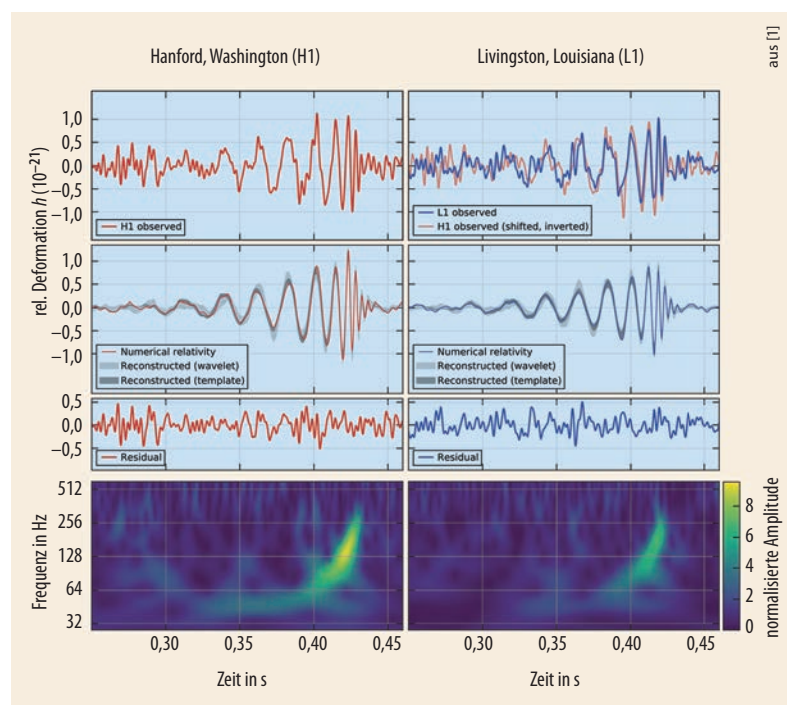 aus [1]
Hanford, Washington (H1)
Livingston, Louisiana (L1)
rel. Deformation h (10⁻²¹)
1,0
0,5
0,0
−0,5
−1,0
H1 observed
L1 observed
H1 observed (shifted, inverted)
1,0
0,5
0,0
−0,5
−1,0
Numerical relativity
Reconstructed (wavelet)
Reconstructed (template)
Numerical relativity
Reconstructed (wavelet)
Reconstructed (template)
0,5
0,0
−0,5
Residual
Residual
Frequenz in Hz
512
256
128
64
32
8
6
4
2
0
normalisierte Amplitude
0,30 0,35 0,40 0,45
0,30 0,35 0,40 0,45
Zeit in s
Zeit in s